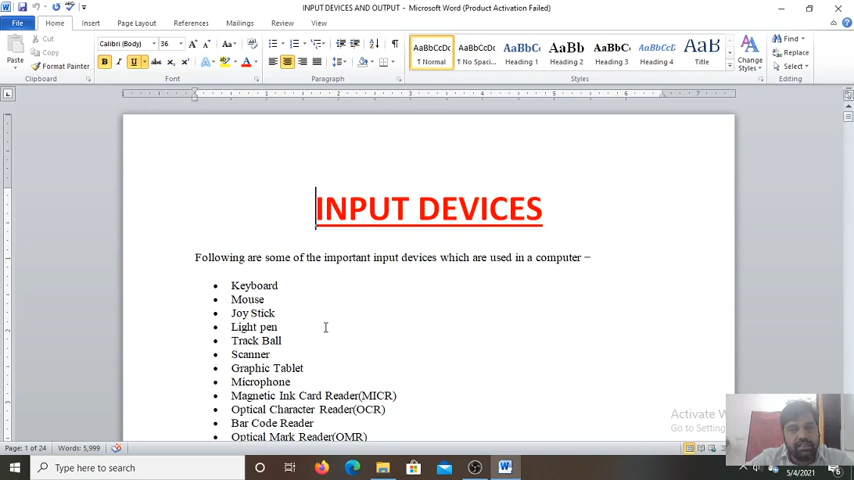 INPUT DEVICES AND OUTPUT - Microsoft Word (Product Activation Failed)
File Home Insert Page Layout References Mailings Review View
Cut
Copy
Paste
Format Painter
Clipboard
Calibri (Body) 36
Font
Paragraph
AaBbCcDc AaBbCcDc AaBbC( AaBb AaBbC( AaBbCcL AaB
¶ Normal ¶ No Spaci... Heading 1 Heading 2 Heading 3 Heading 4 Title
Change Styles
Styles
Find
Replace
Select
Editing
INPUT DEVICES
Following are some of the important input devices which are used in a computer −
• Keyboard
• Mouse
• Joy Stick
• Light pen
• Track Ball
• Scanner
• Graphic Tablet
• Microphone
• Magnetic Ink Card Reader(MICR)
• Optical Character Reader(OCR)
• Bar Code Reader
• Optical Mark Reader(OMR)
Activate W
Go to Setting
Page: 1 of 24 Words: 5,999
Type here to search
5/4/2021